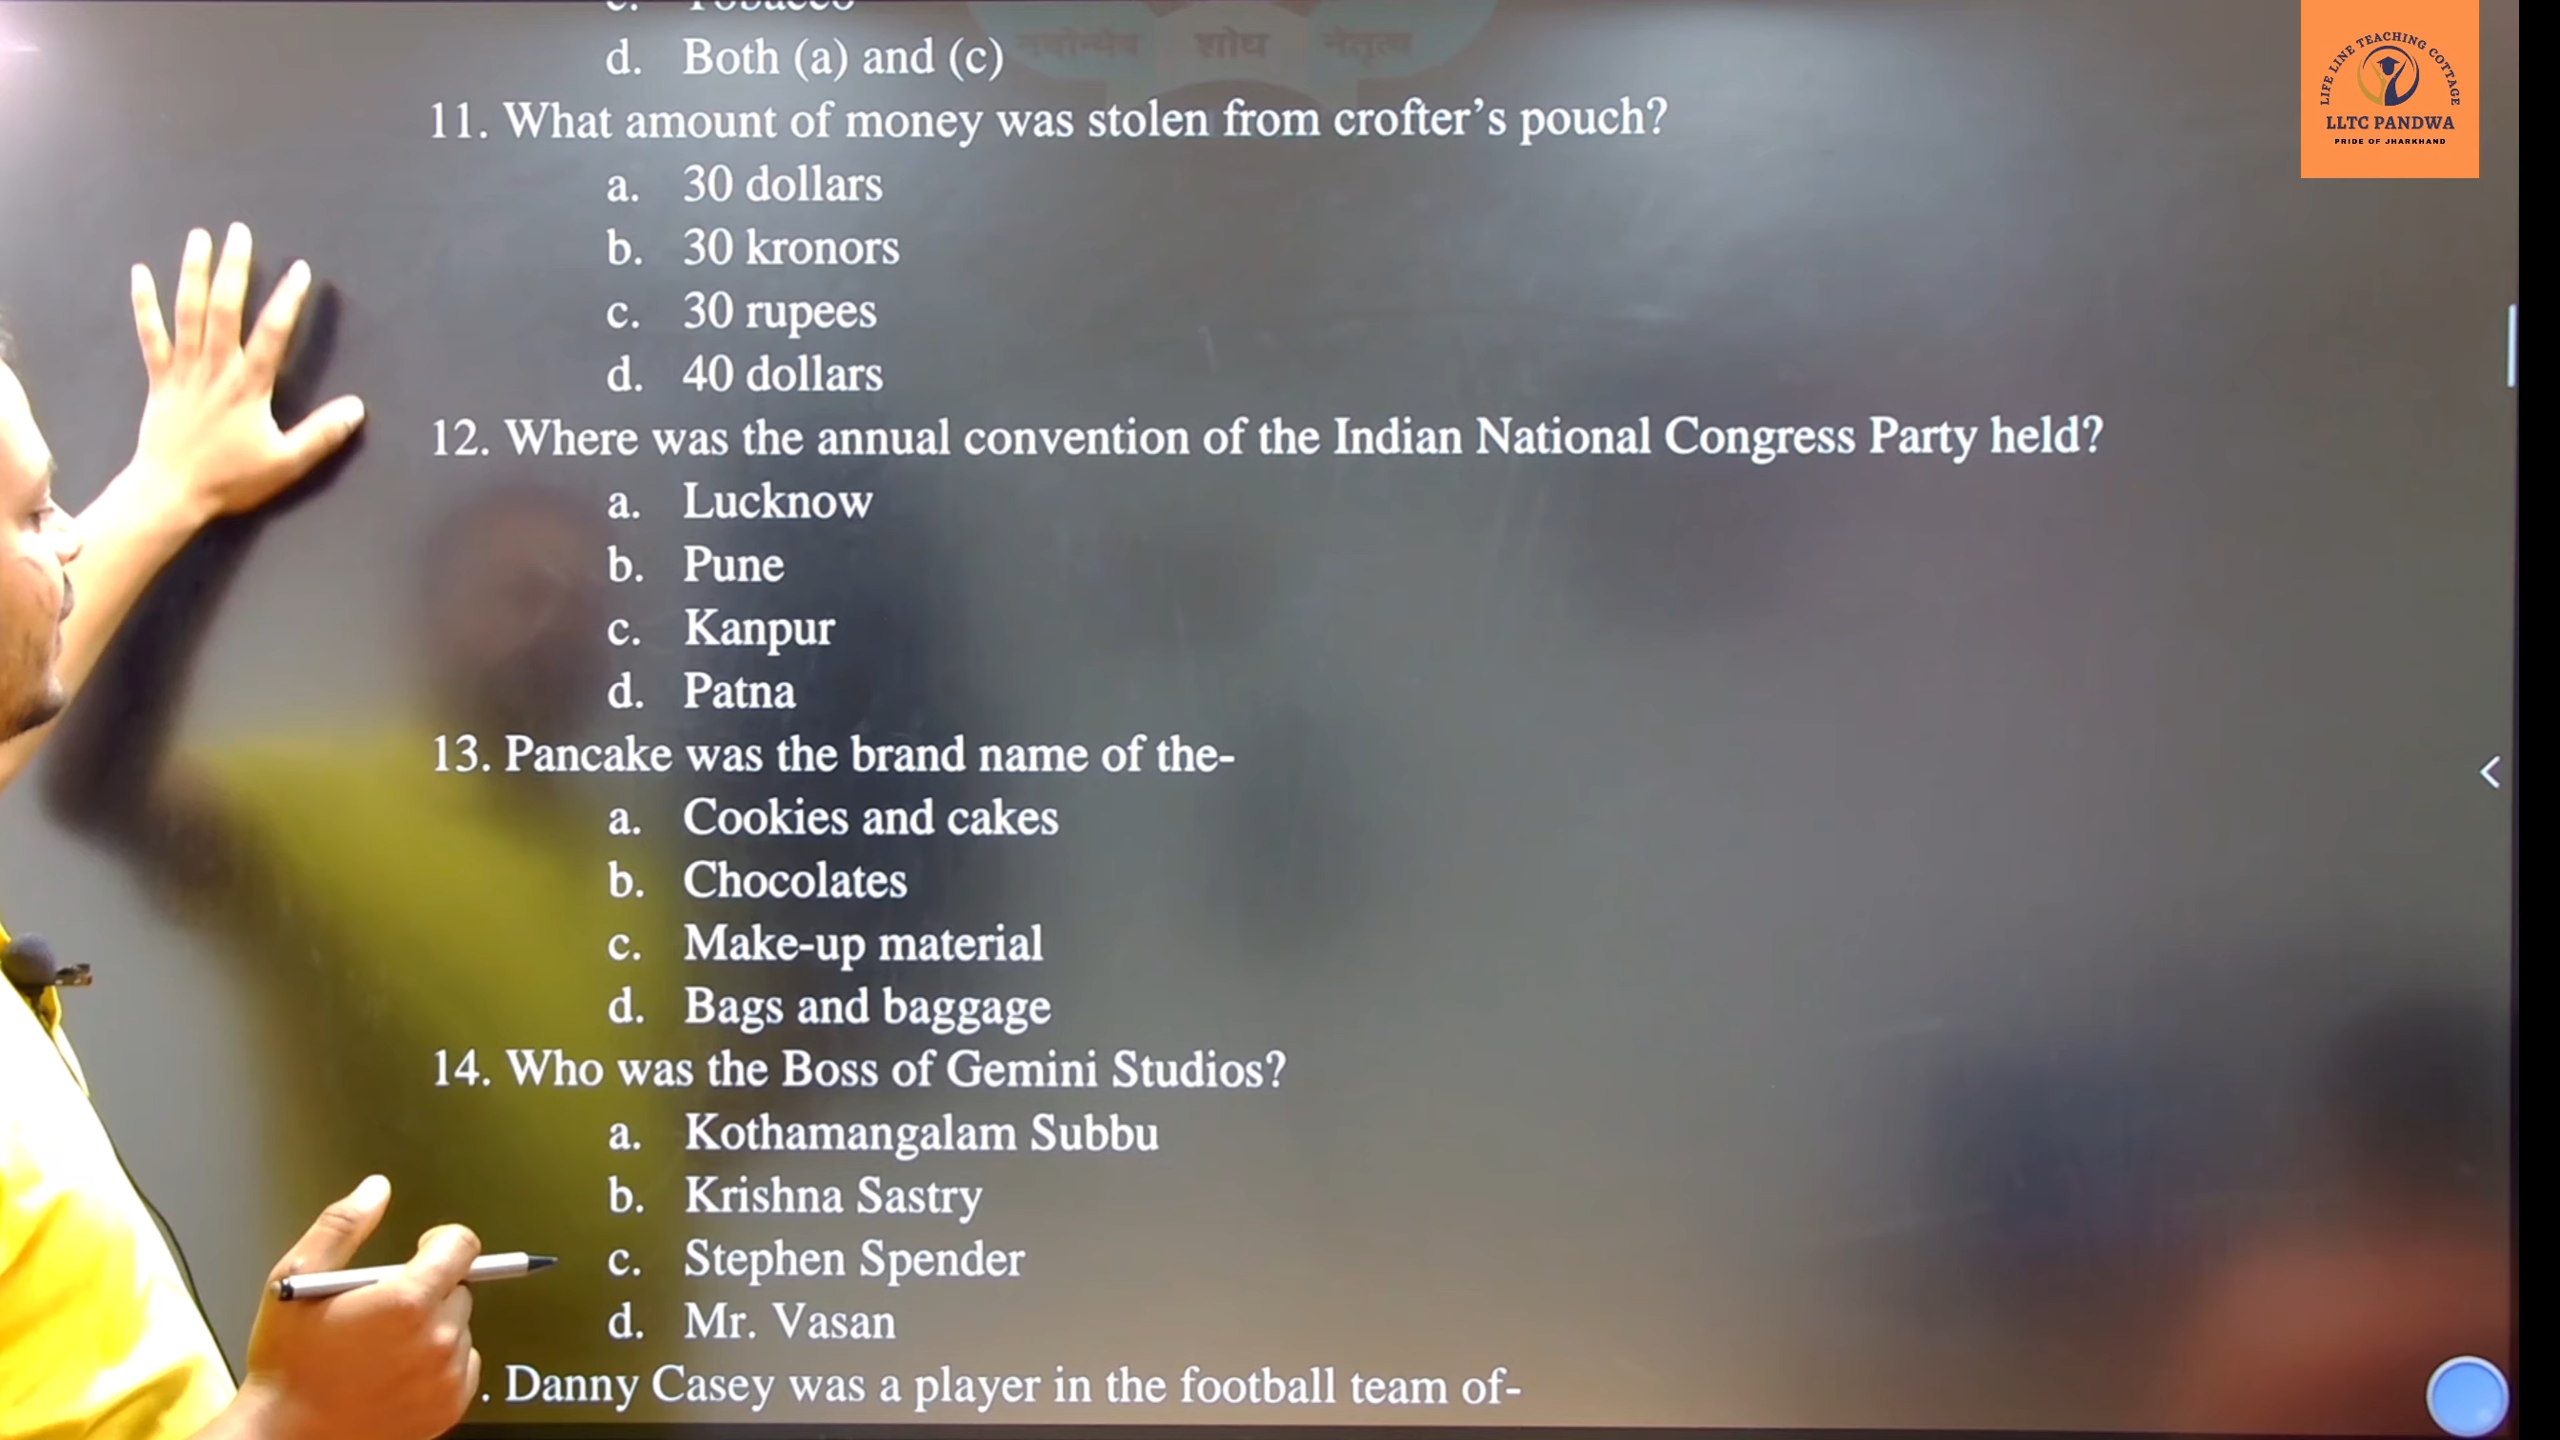 c. Tobacco
d. Both (a) and (c)
नवोन्मेष शोध नेतृत्व
11. What amount of money was stolen from crofter’s pouch?
a. 30 dollars
b. 30 kronors
c. 30 rupees
d. 40 dollars
12. Where was the annual convention of the Indian National Congress Party held?
a. Lucknow
b. Pune
c. Kanpur
d. Patna
13. Pancake was the brand name of the-
a. Cookies and cakes
b. Chocolates
c. Make-up material
d. Bags and baggage
14. Who was the Boss of Gemini Studios?
a. Kothamangalam Subbu
b. Krishna Sastry
c. Stephen Spender
d. Mr. Vasan
. Danny Casey was a player in the football team of-
LIFE LINE TEACHING COTTAGE
LLTC PANDWA
PRIDE OF JHARKHAND